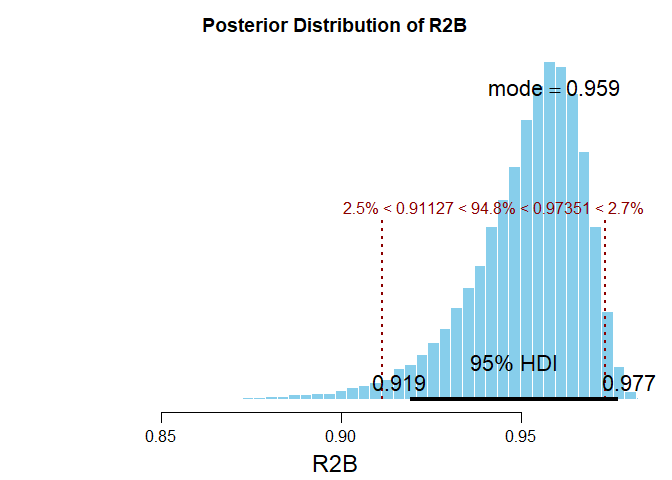 Posterior Distribution of R2B
mode = 0.959
2.5% < 0.91127 < 94.8% < 0.97351 < 2.7%
95% HDI
0.919 0.977
0.85 0.90 0.95
R2B